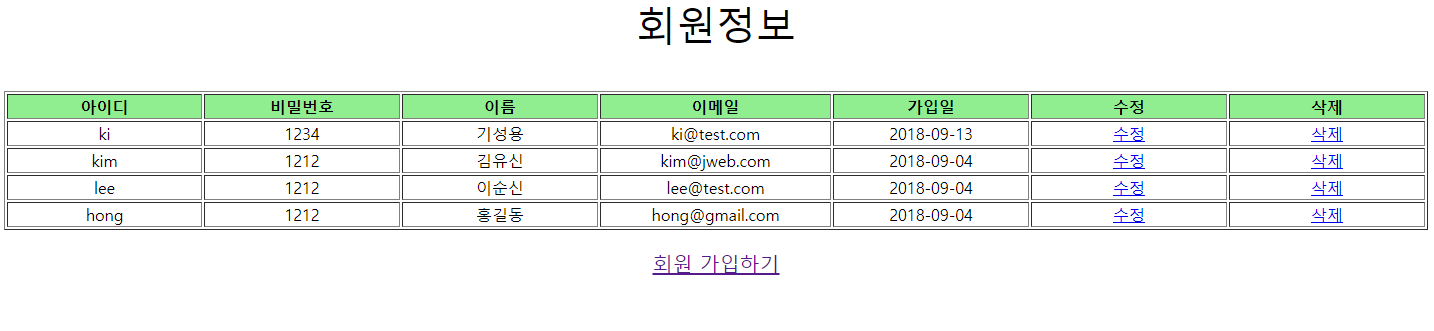 회원정보
아이디 비밀번호 이름 이메일 가입일 수정 삭제
ki 1234 기성용 ki@test.com 2018-09-13 수정 삭제
kim 1212 김유신 kim@jweb.com 2018-09-04 수정 삭제
lee 1212 이순신 lee@test.com 2018-09-04 수정 삭제
hong 1212 홍길동 hong@gmail.com 2018-09-04 수정 삭제
회원 가입하기